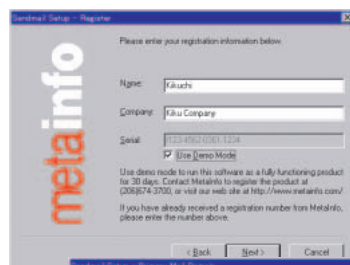 Sendmail Setup - Register
metainfo
Please enter your registration information below.
Name: Kikuchi
Company: Kiku Company
Serial:
Use Demo Mode
Use demo mode to run this software as a fully functioning product
for 30 days. Contact MetaInfo to register the product at
(206)674-3700, or visit our web site at http://www.metainfo.com/
If you have already received a registration number from MetaInfo,
please enter the number above.
< Back Next > Cancel